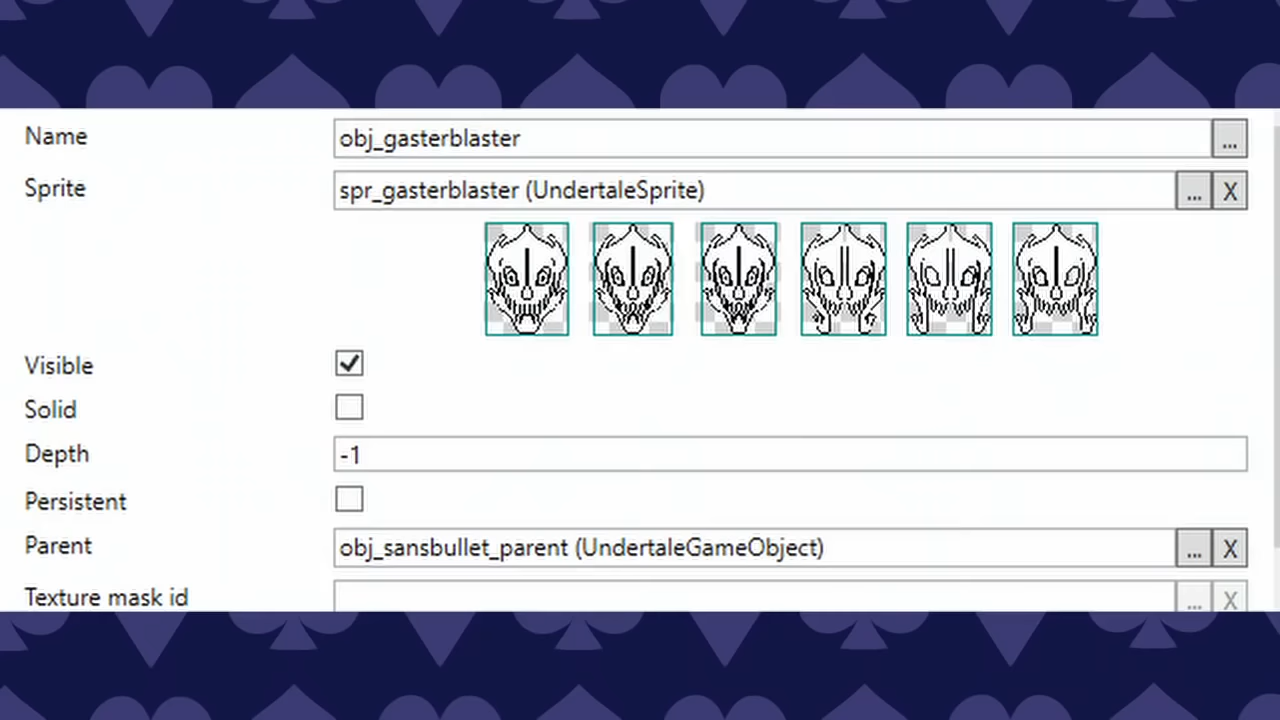 Name
obj_gasterblaster
...
Sprite
spr_gasterblaster (UndertaleSprite)
... X
Visible
Solid
Depth
-1
Persistent
Parent
obj_sansbullet_parent (UndertaleGameObject)
... X
Texture mask id
... X